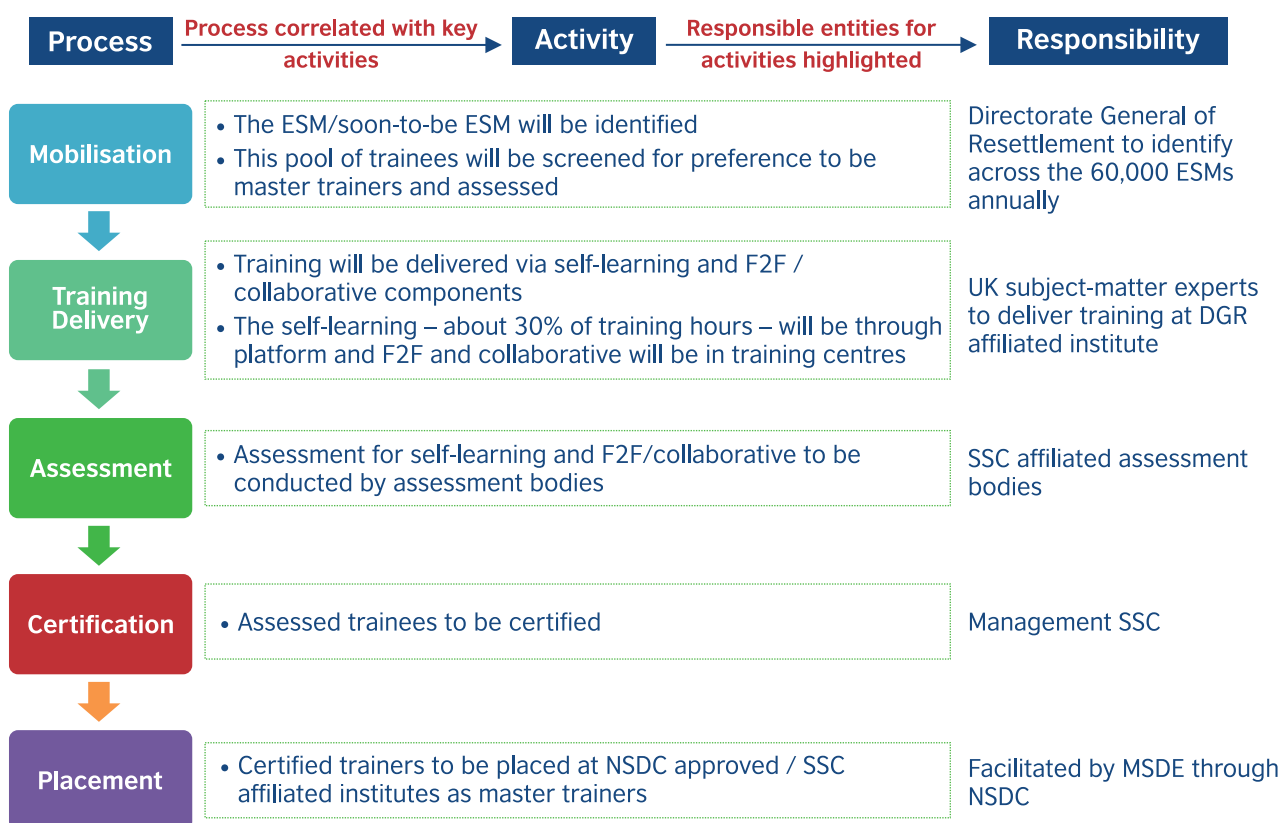 Process
Process correlated with key
activities
Activity
Responsible entities for
activities highlighted
Responsibility
Mobilisation
• The ESM/soon-to-be ESM will be identified
• This pool of trainees will be screened for preference to be
master trainers and assessed
Directorate General of
Resettlement to identify
across the 60,000 ESMs
annually
Training
Delivery
• Training will be delivered via self-learning and F2F /
collaborative components
• The self-learning – about 30% of training hours – will be through
platform and F2F and collaborative will be in training centres
UK subject-matter experts
to deliver training at DGR
affiliated institute
Assessment
• Assessment for self-learning and F2F/collaborative to be
conducted by assessment bodies
SSC affiliated assessment
bodies
Certification
• Assessed trainees to be certified
Management SSC
Placement
• Certified trainers to be placed at NSDC approved / SSC
affiliated institutes as master trainers
Facilitated by MSDE through
NSDC